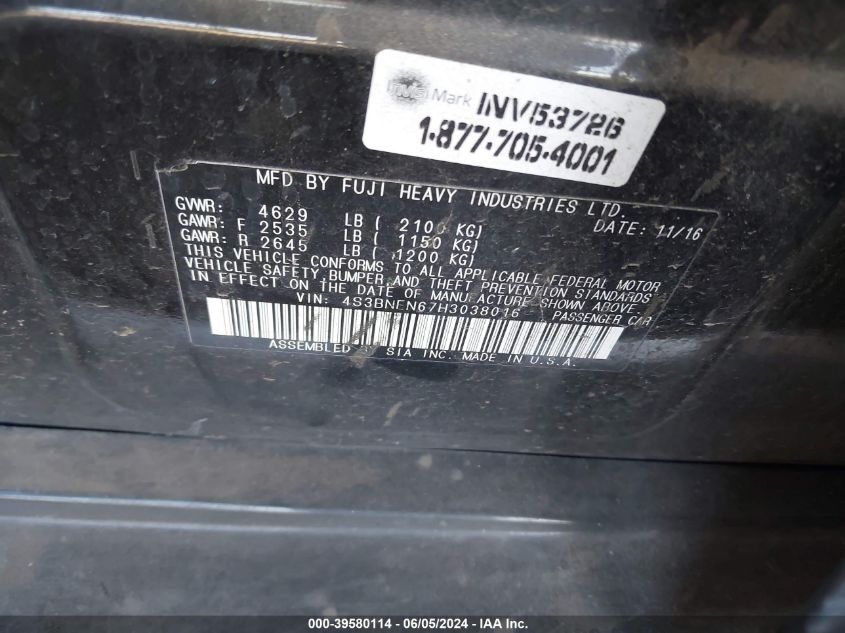 nVs Mark INV53726
1·877·705·4001
MFD BY FUJI HEAVY INDUSTRIES LTD.
GVWR: 4629 LB ( 2100 KG) DATE: 11/16
GAWR: F 2535 LB ( 1150 KG)
GAWR: R 2645 LB ( 1200 KG)
THIS VEHICLE CONFORMS TO ALL APPLICABLE FEDERAL MOTOR
VEHICLE SAFETY,BUMPER AND THEFT PREVENTION STANDARDS
IN EFFECT ON THE DATE OF MANUFACTURE SHOWN ABOVE.
VIN: 4S3BNEN67H3038016 PASSENGER CAR
ASSEMBLED SIA INC. MADE IN U.S.A.
000-39580114 - 06/05/2024 - IAA Inc.